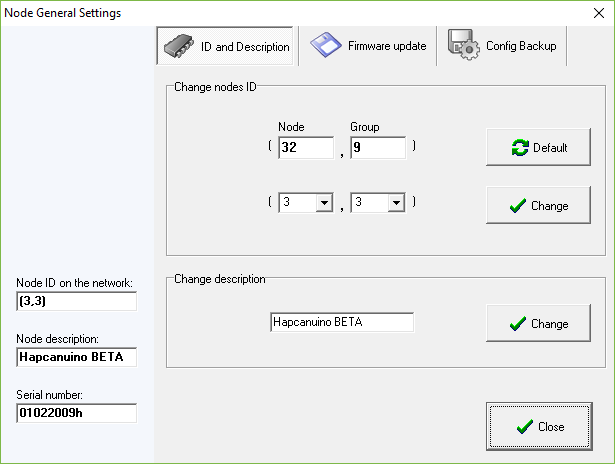 Node General Settings
ID and Description
Firmware update
Config Backup
Change nodes ID
Node Group
( 32 , 9 )
Default
( 3 , 3 )
Change
Node ID on the network:
(3,3)
Node description:
Hapcanuino BETA
Serial number:
01022009h
Change description
Hapcanuino BETA
Change
Close